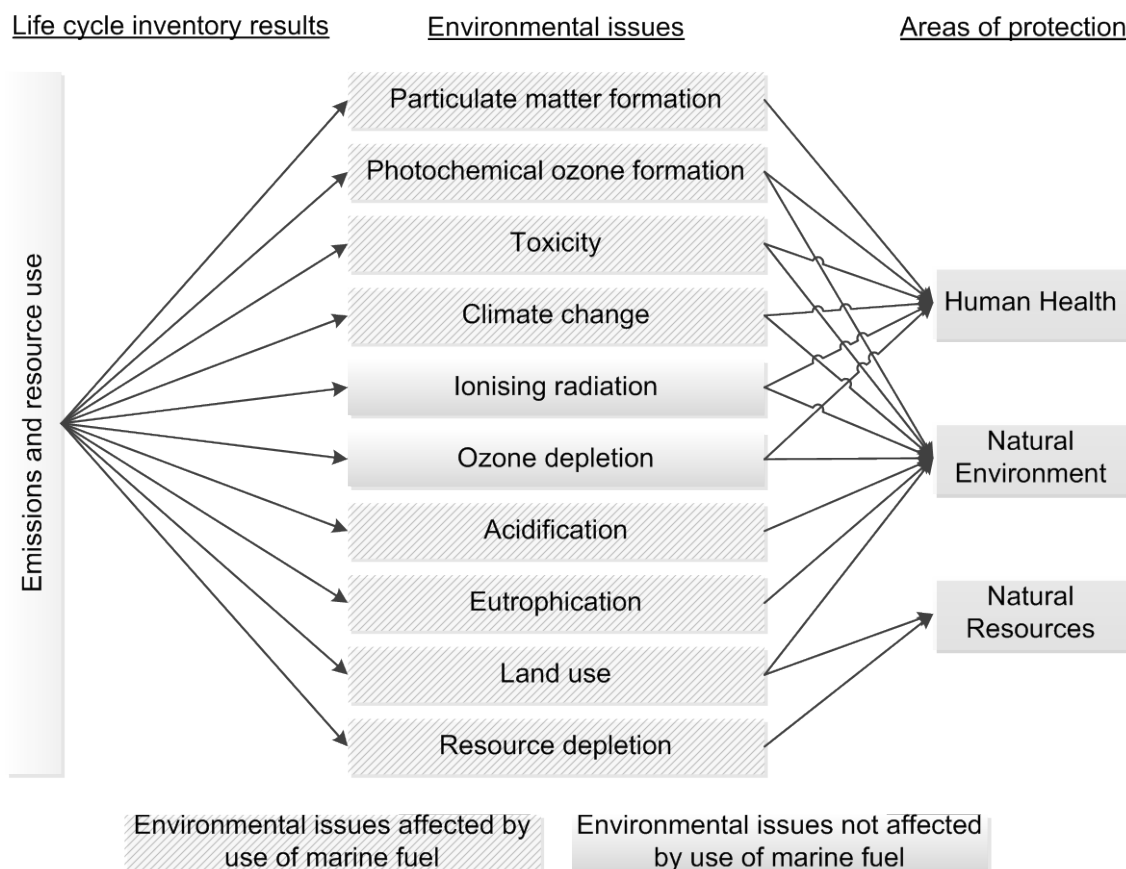 Life cycle inventory results
Environmental issues
Areas of protection
Emissions and resource use
Particulate matter formation
Photochemical ozone formation
Toxicity
Climate change
Ionising radiation
Ozone depletion
Acidification
Eutrophication
Land use
Resource depletion
Human Health
Natural
Environment
Natural
Resources
Environmental issues affected by
use of marine fuel
Environmental issues not affected
by use of marine fuel